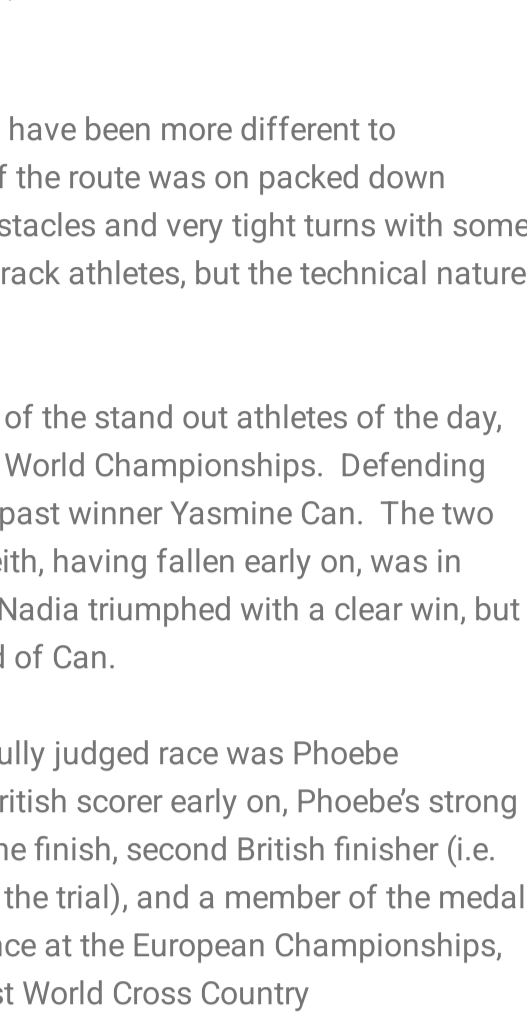 have been more different to
f the route was on packed down
stacles and very tight turns with some
rack athletes, but the technical nature
of the stand out athletes of the day,
World Championships.  Defending
past winner Yasmine Can.  The two
eith, having fallen early on, was in
Nadia triumphed with a clear win, but
d of Can.
ully judged race was Phoebe
ritish scorer early on, Phoebe’s strong
he finish, second British finisher (i.e.
the trial), and a member of the medal
nce at the European Championships,
st World Cross Country